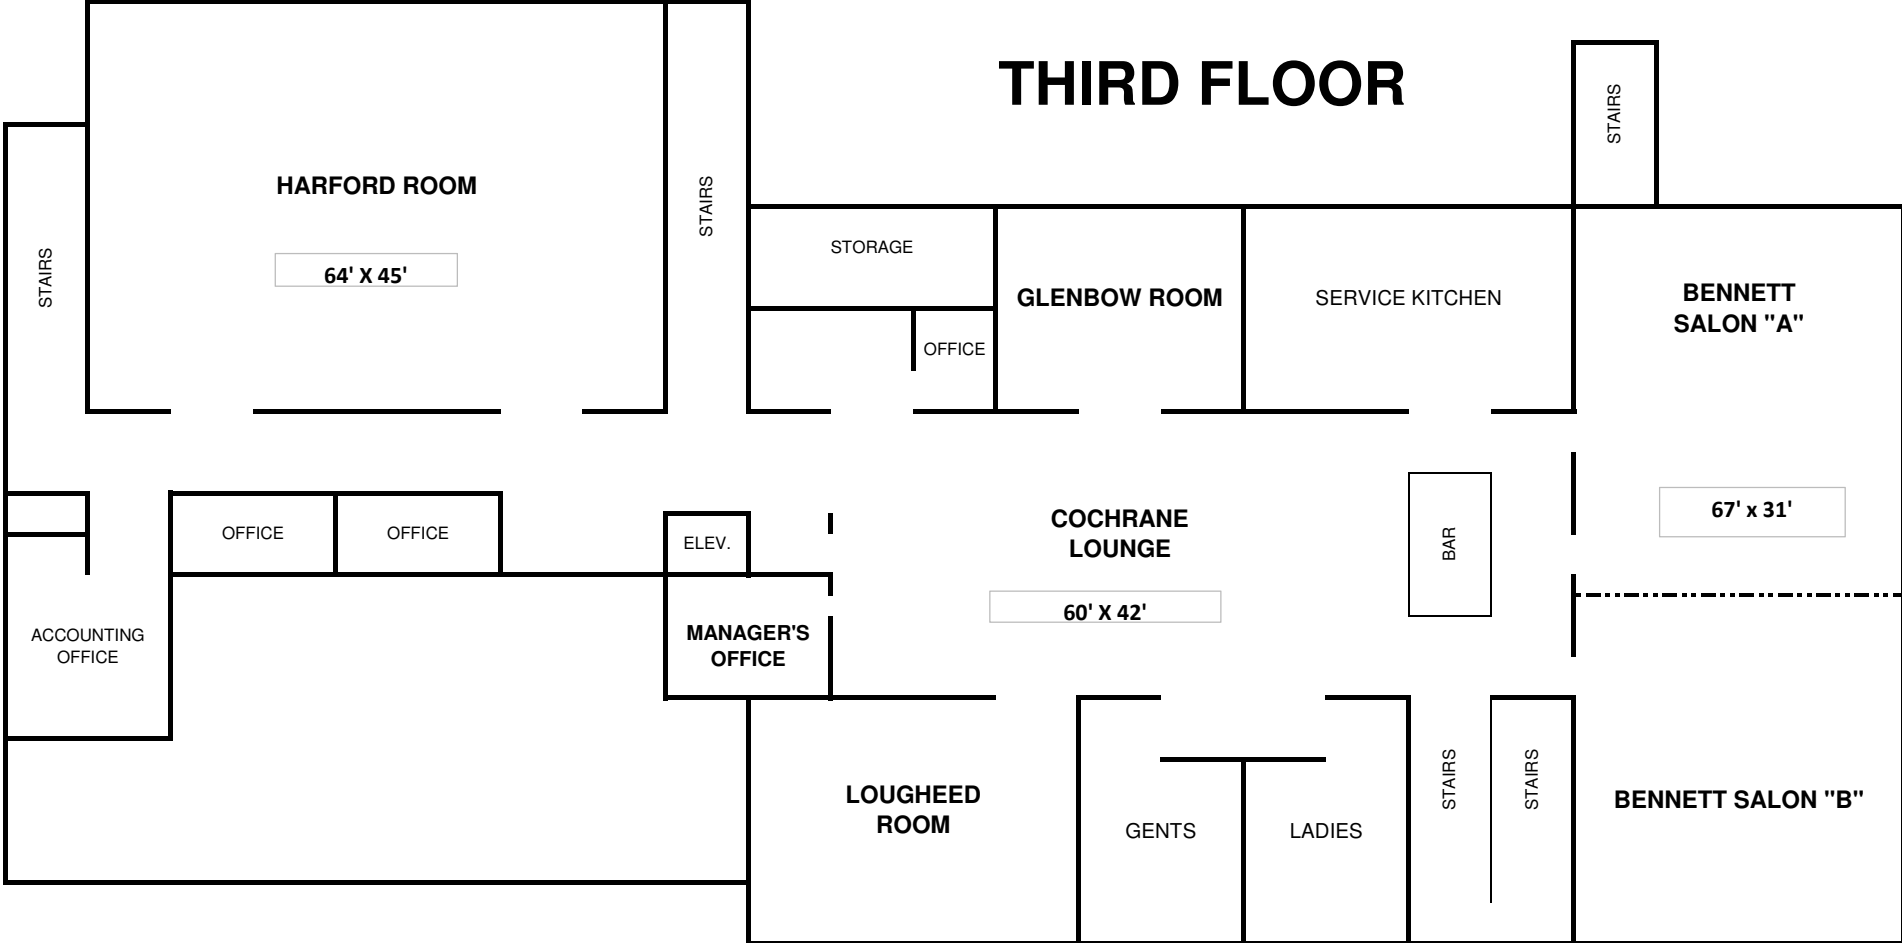 THIRD FLOOR
STAIRS
HARFORD ROOM
64' X 45'
STAIRS
STAIRS
STORAGE
OFFICE
GLENBOW ROOM
SERVICE KITCHEN
BENNETT
SALON "A"
67' x 31'
OFFICE
OFFICE
ELEV.
COCHRANE
LOUNGE
60' X 42'
BAR
ACCOUNTING
OFFICE
MANAGER'S
OFFICE
LOUGHEED
ROOM
GENTS
LADIES
STAIRS
STAIRS
BENNETT SALON "B"